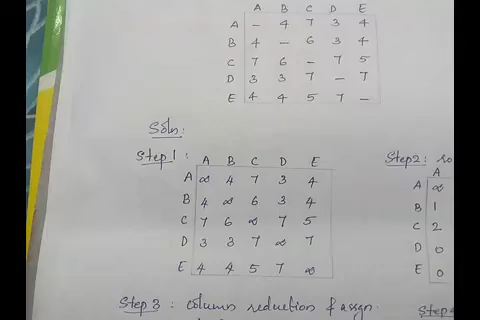 A B C D E
A - 4 7 3 4
B 4 - 6 3 4
C 7 6 - 7 5
D 3 3 7 - 7
E 4 4 5 7 -
Soln:
Step 1: A B C D E
A ∞ 4 7 3 4
B 4 ∞ 6 3 4
C 7 6 ∞ 7 5
D 3 3 7 ∞ 7
E 4 4 5 7 ∞
Step 2: ro
A
A ∞
B 1
C 2
D 0
E 0
Step 3: column reduction & assign